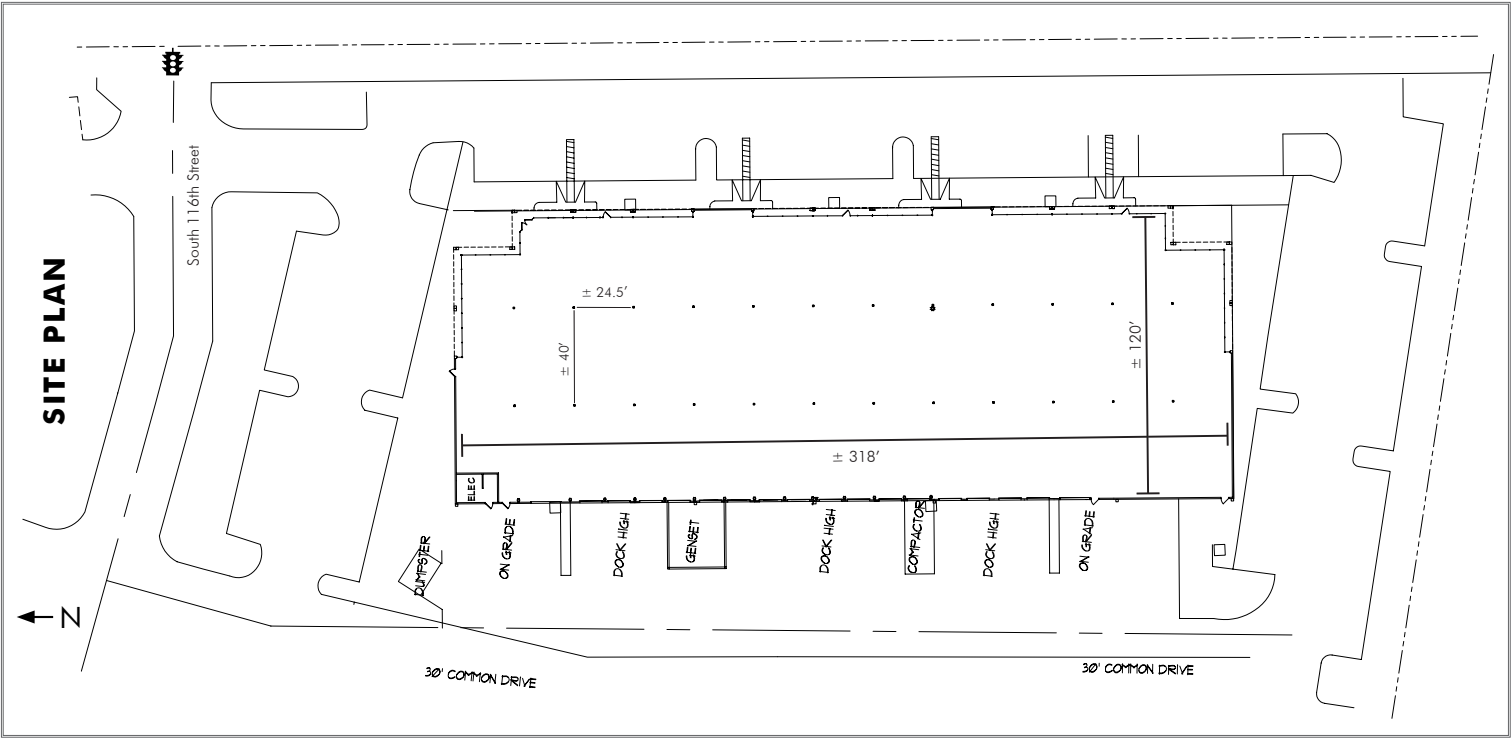 South 116th Street
SITE PLAN
± 24.5’
± 40’
± 120’
± 318’
ELEC
DUMPSTER
ON GRADE
DOCK HIGH
GENSET
DOCK HIGH
COMPACTOR
DOCK HIGH
ON GRADE
N
30' COMMON DRIVE
30' COMMON DRIVE